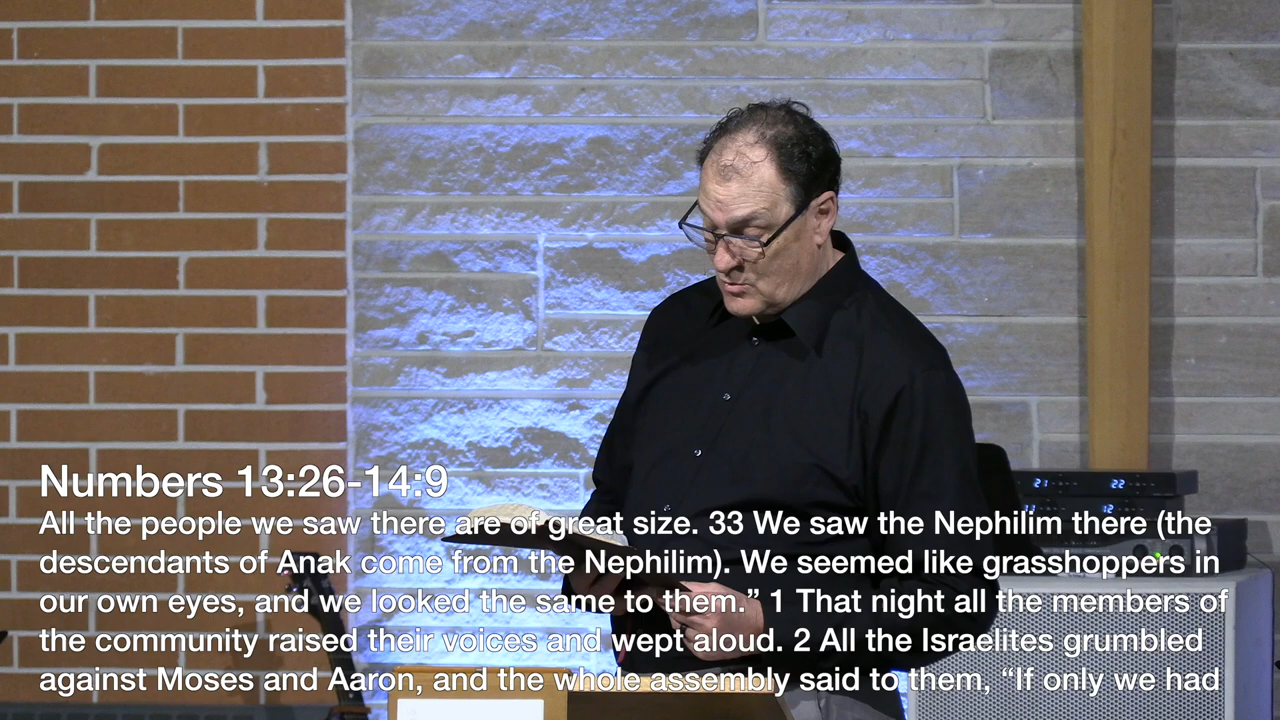 Numbers 13:26-14:9
All the people we saw there are of great size. 33 We saw the Nephilim there (the
descendants of Anak come from the Nephilim). We seemed like grasshoppers in
our own eyes, and we looked the same to them.” 1 That night all the members of
the community raised their voices and wept aloud. 2 All the Israelites grumbled
against Moses and Aaron, and the whole assembly said to them, “If only we had
21 22
11 12